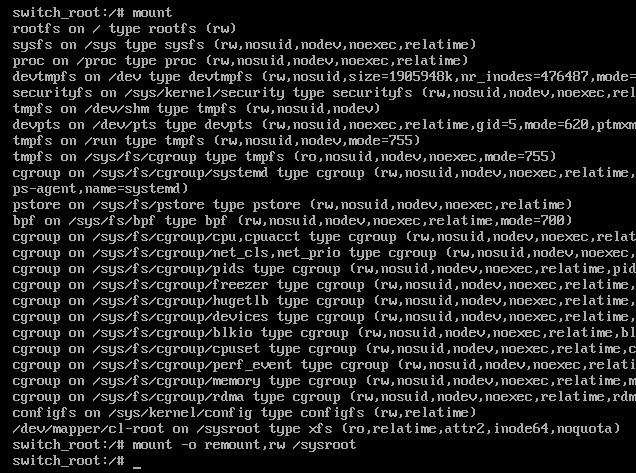 switch_root:/# mount
rootfs on / type rootfs (rw)
sysfs on /sys type sysfs (rw,nosuid,nodev,noexec,relatime)
proc on /proc type proc (rw,nosuid,nodev,noexec,relatime)
devtmpfs on /dev type devtmpfs (rw,nosuid,size=1905948k,nr_inodes=476487,mode=
securityfs on /sys/kernel/security type securityfs (rw,nosuid,nodev,noexec,rel
tmpfs on /dev/shm type tmpfs (rw,nosuid,nodev)
devpts on /dev/pts type devpts (rw,nosuid,noexec,relatime,gid=5,mode=620,ptmxm
tmpfs on /run type tmpfs (rw,nosuid,nodev,mode=755)
tmpfs on /sys/fs/cgroup type tmpfs (ro,nosuid,nodev,noexec,mode=755)
cgroup on /sys/fs/cgroup/systemd type cgroup (rw,nosuid,nodev,noexec,relatime,
ps-agent,name=systemd)
pstore on /sys/fs/pstore type pstore (rw,nosuid,nodev,noexec,relatime)
bpf on /sys/fs/bpf type bpf (rw,nosuid,nodev,noexec,relatime,mode=700)
cgroup on /sys/fs/cgroup/cpu,cpuacct type cgroup (rw,nosuid,nodev,noexec,relat
cgroup on /sys/fs/cgroup/net_cls,net_prio type cgroup (rw,nosuid,nodev,noexec,
cgroup on /sys/fs/cgroup/pids type cgroup (rw,nosuid,nodev,noexec,relatime,pid
cgroup on /sys/fs/cgroup/freezer type cgroup (rw,nosuid,nodev,noexec,relatime,
cgroup on /sys/fs/cgroup/hugetlb type cgroup (rw,nosuid,nodev,noexec,relatime,
cgroup on /sys/fs/cgroup/devices type cgroup (rw,nosuid,nodev,noexec,relatime,
cgroup on /sys/fs/cgroup/blkio type cgroup (rw,nosuid,nodev,noexec,relatime,bl
cgroup on /sys/fs/cgroup/cpuset type cgroup (rw,nosuid,nodev,noexec,relatime,c
cgroup on /sys/fs/cgroup/perf_event type cgroup (rw,nosuid,nodev,noexec,relati
cgroup on /sys/fs/cgroup/memory type cgroup (rw,nosuid,nodev,noexec,relatime,m
cgroup on /sys/fs/cgroup/rdma type cgroup (rw,nosuid,nodev,noexec,relatime,rdm
configfs on /sys/kernel/config type configfs (rw,relatime)
/dev/mapper/cl-root on /sysroot type xfs (ro,relatime,attr2,inode64,noquota)
switch_root:/# mount -o remount,rw /sysroot
switch_root:/# _